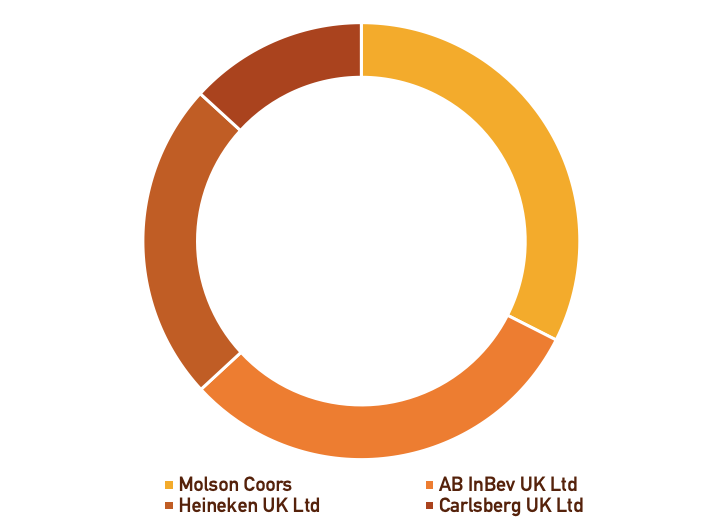 Molson Coors
AB InBev UK Ltd
Heineken UK Ltd
Carlsberg UK Ltd